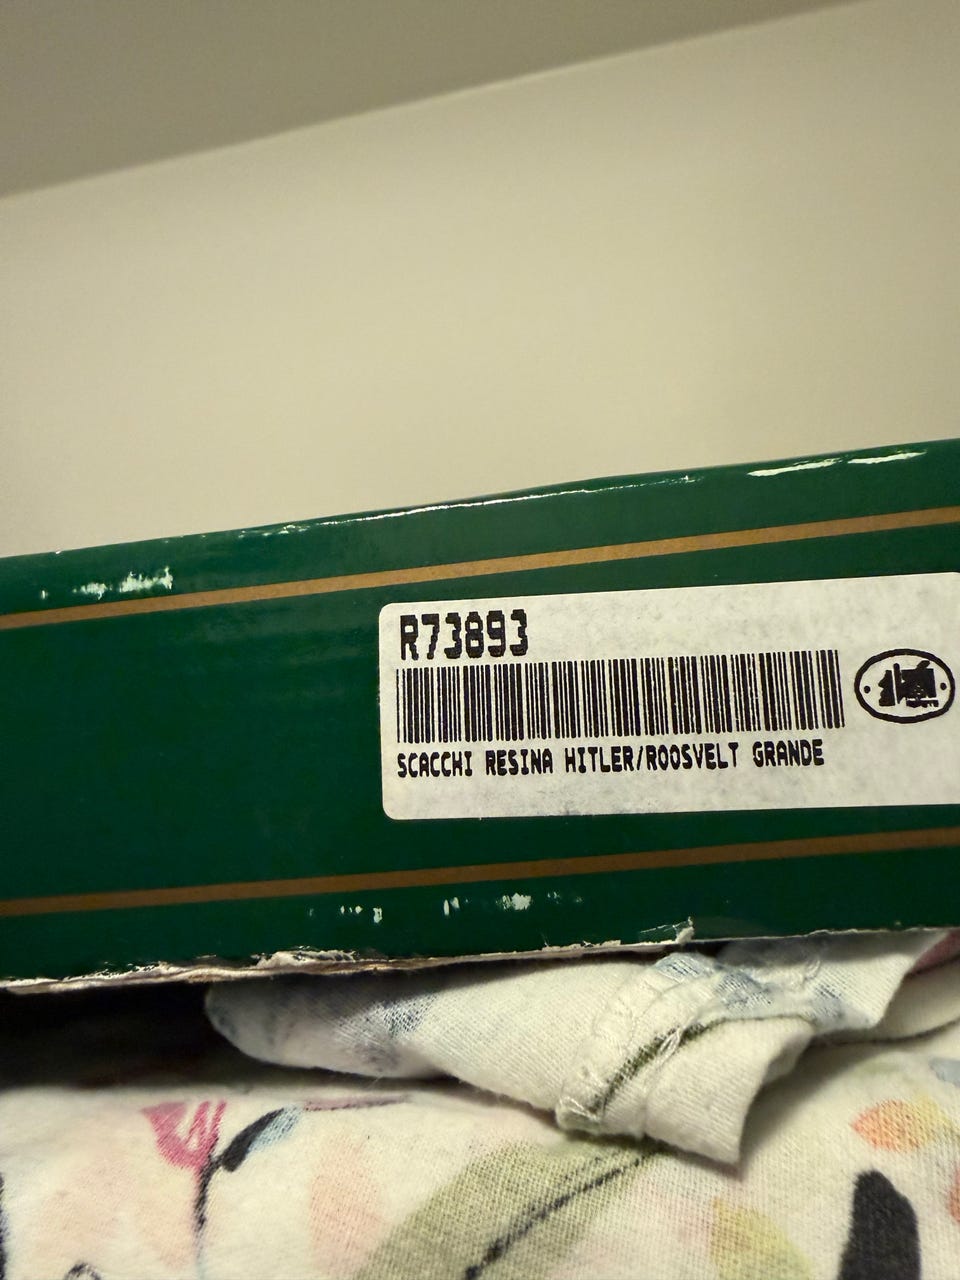 R73893
SCACCHI RESINA HITLER/ROOSVELT GRANDE